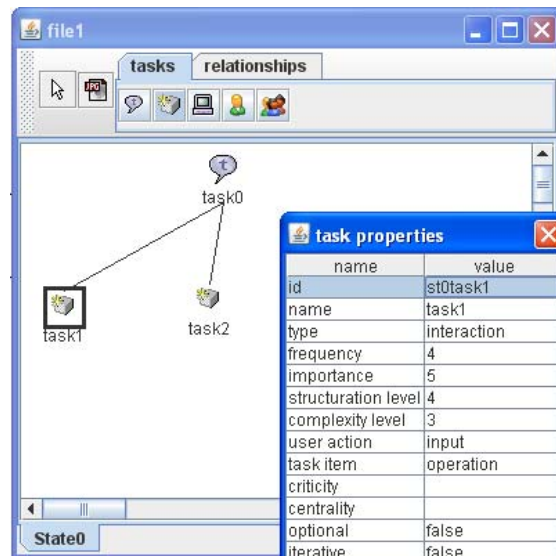 file1
tasks relationships
JPG
t
task0
task1
task2
task properties
name value
id st0task1
name task1
type interaction
frequency 4
importance 5
structuration level 4
complexity level 3
user action input
task item operation
criticity
centrality
optional false
iterative false
State0